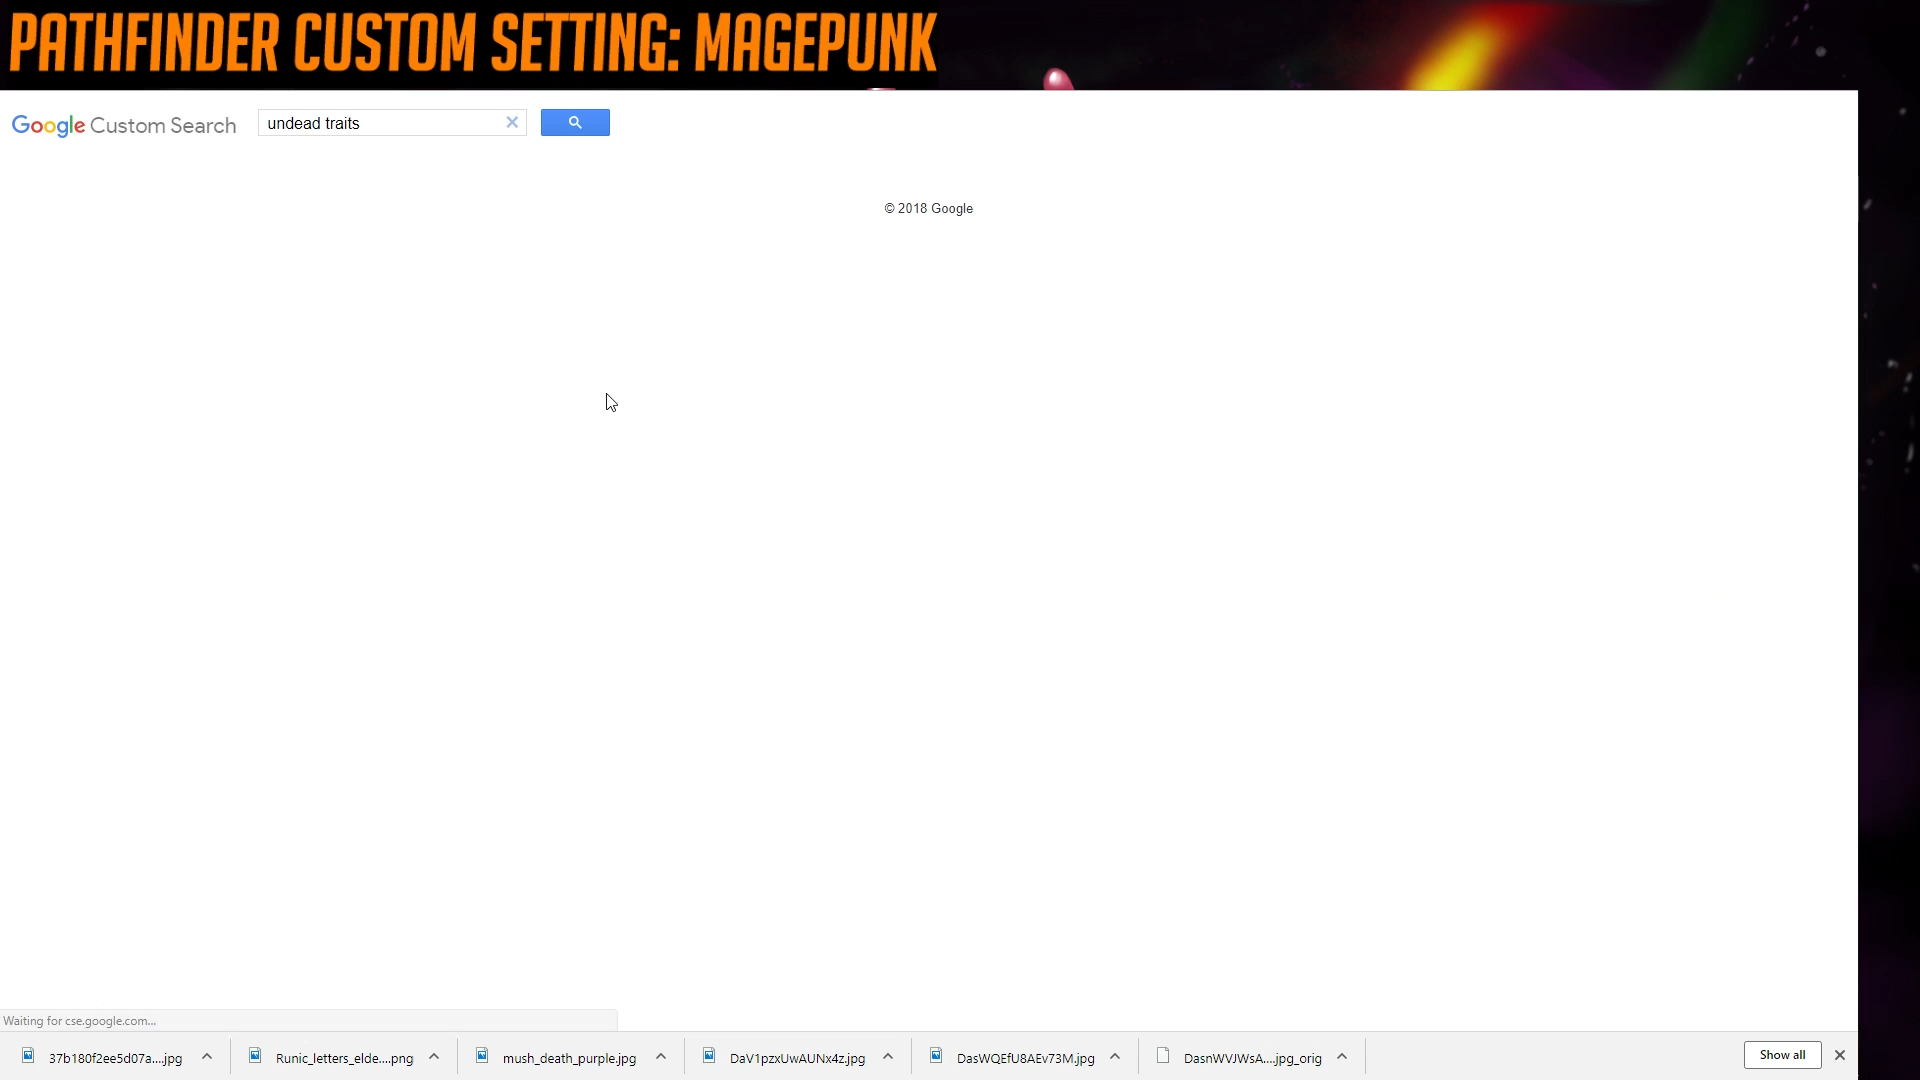 PATHFINDER CUSTOM SETTING: MAGEPUNK
Google Custom Search
undead traits
© 2018 Google
Waiting for cse.google.com...
37b180f2ee5d07a....jpg
Runic_letters_elde....png
mush_death_purple.jpg
DaV1pzxUwAUNx4z.jpg
DasWQEfU8AEv73M.jpg
DasnWVJWsA....jpg_orig
Show all